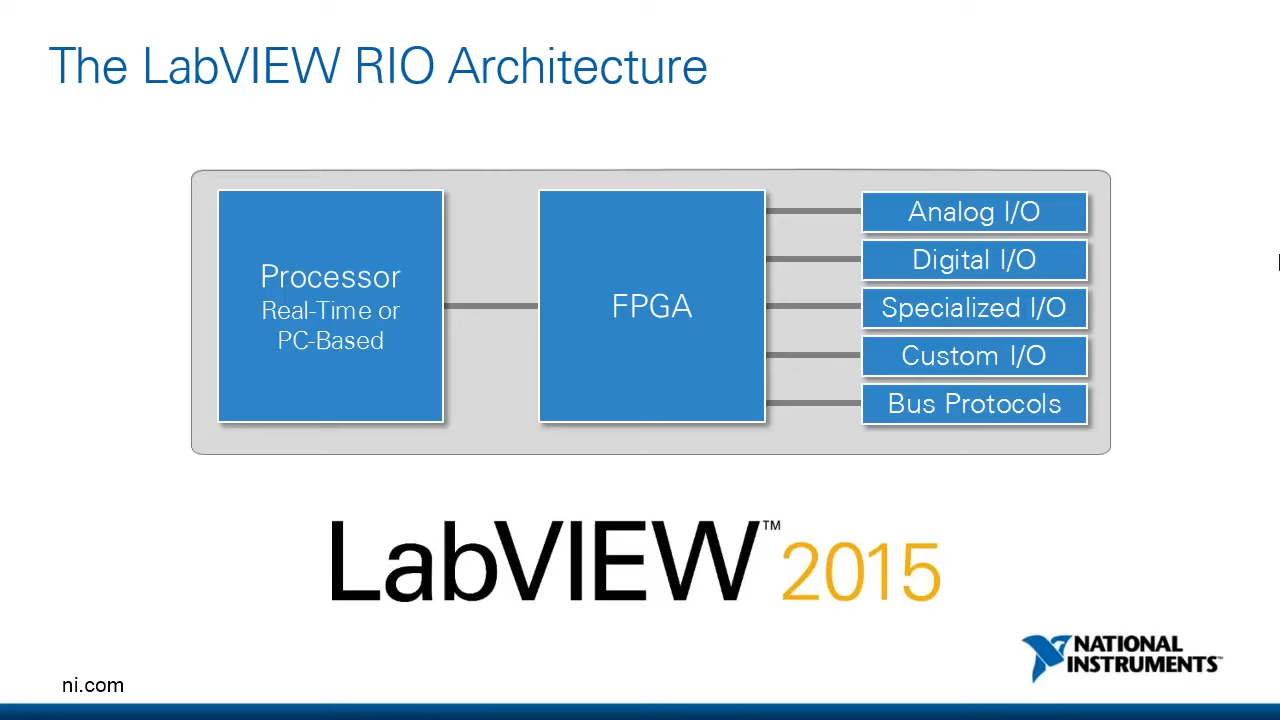 The LabVIEW RIO Architecture
Processor
Real-Time or
PC-Based
FPGA
Analog I/O
Digital I/O
Specialized I/O
Custom I/O
Bus Protocols
LabVIEW™ 2015
NATIONAL
INSTRUMENTS™
ni.com